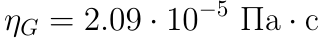 η_G = 2.09 · 10⁻⁵ Па · с